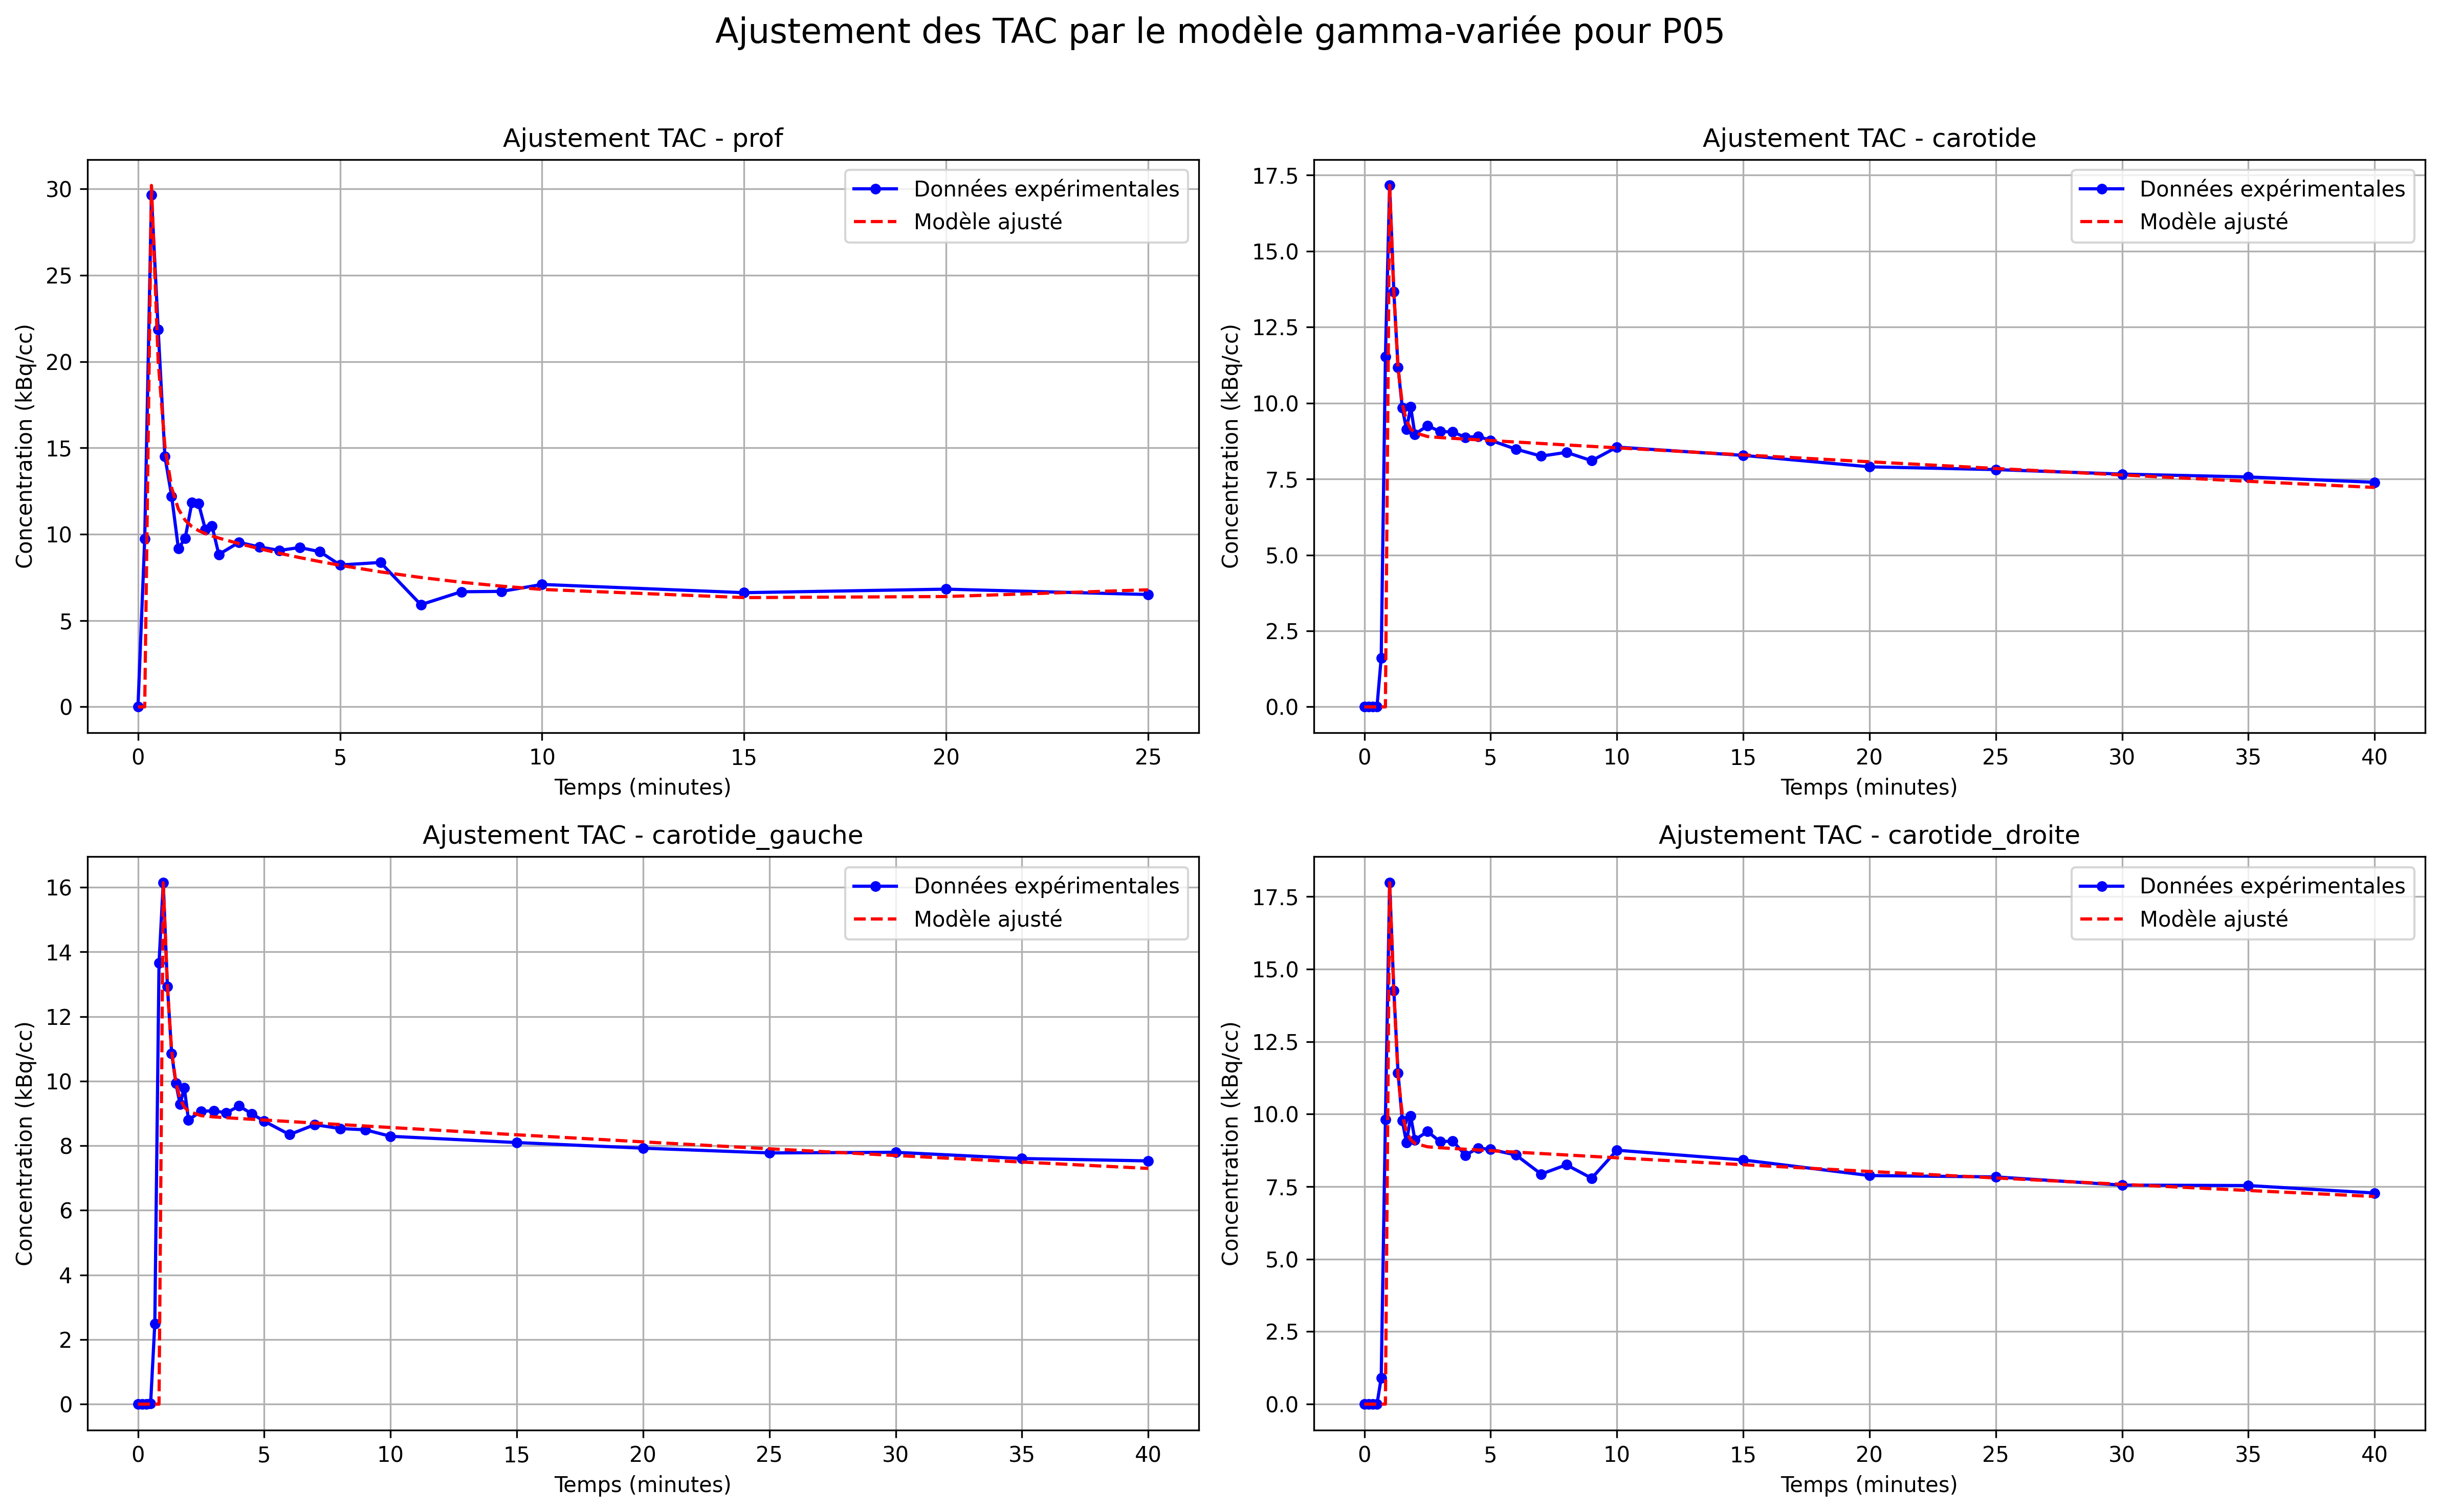 Ajustement des TAC par le modèle gamma-variée pour P05
Ajustement TAC - prof
Concentration (kBq/cc)
30
25
20
15
10
5
0
Données expérimentales
Modèle ajusté
0 5 10 15 20 25
Temps (minutes)
Ajustement TAC - carotide
Concentration (kBq/cc)
17.5
15.0
12.5
10.0
7.5
5.0
2.5
0.0
Données expérimentales
Modèle ajusté
0 5 10 15 20 25 30 35 40
Temps (minutes)
Ajustement TAC - carotide_gauche
Concentration (kBq/cc)
16
14
12
10
8
6
4
2
0
Données expérimentales
Modèle ajusté
0 5 10 15 20 25 30 35 40
Temps (minutes)
Ajustement TAC - carotide_droite
Concentration (kBq/cc)
17.5
15.0
12.5
10.0
7.5
5.0
2.5
0.0
Données expérimentales
Modèle ajusté
0 5 10 15 20 25 30 35 40
Temps (minutes)